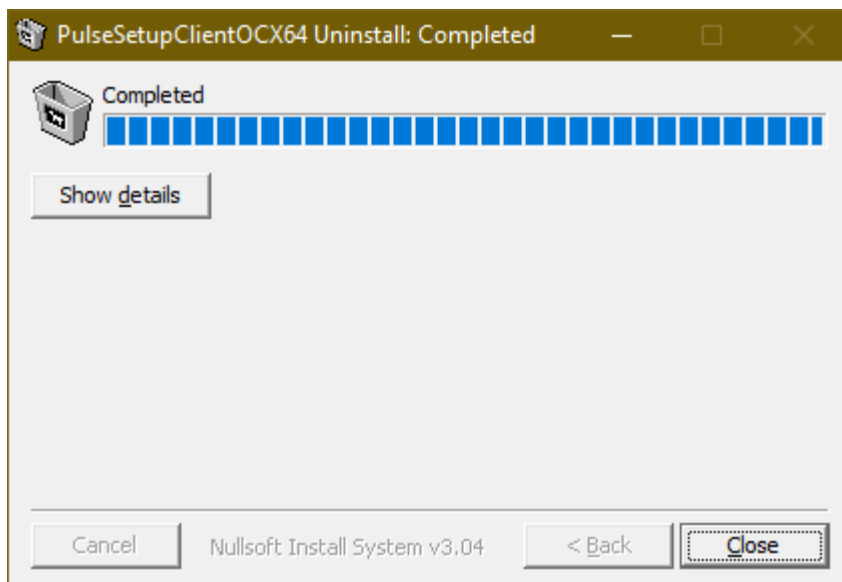 PulseSetupClientOCX64 Uninstall: Completed
Completed
Show details
Cancel
Nullsoft Install System v3.04
< Back
Close